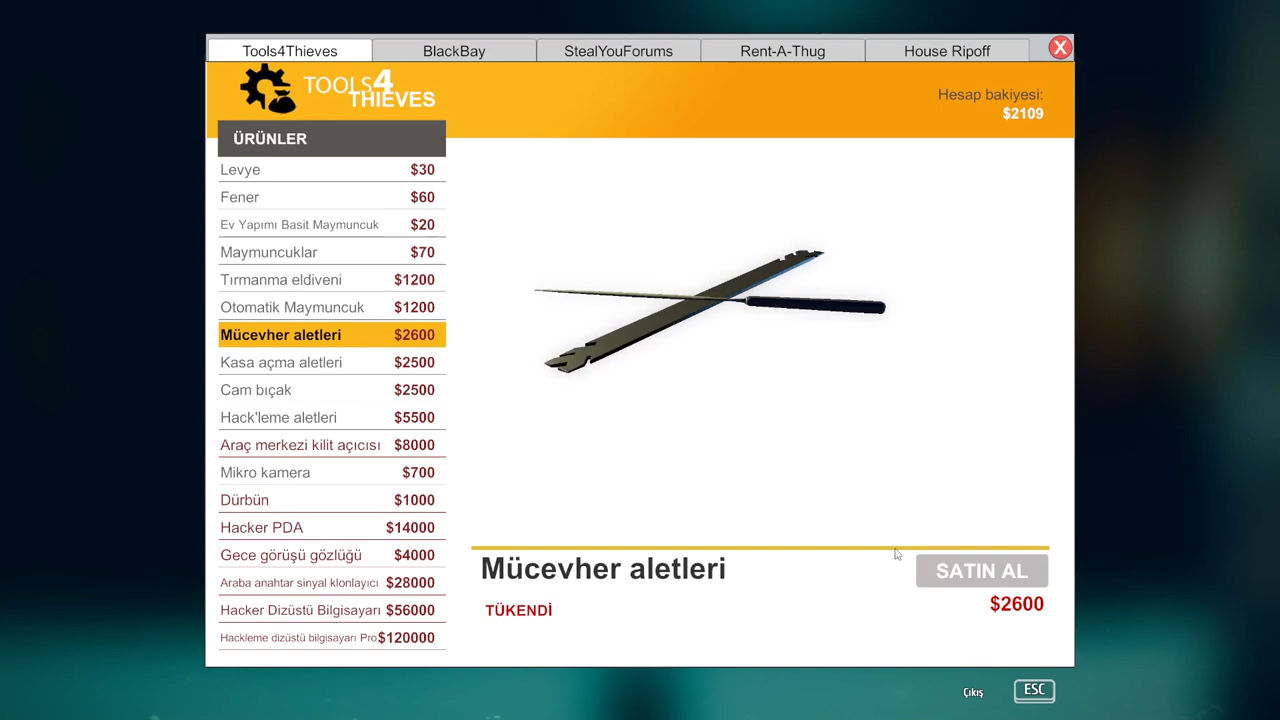 Tools4Thieves
BlackBay
StealYouForums
Rent-A-Thug
House Ripoff
X
TOOLS4
THIEVES
Hesap bakiyesi:
$2109
ÜRÜNLER
Levye $30
Fener $60
Ev Yapımı Basit Maymuncuk $20
Maymuncuklar $70
Tırmanma eldiveni $1200
Otomatik Maymuncuk $1200
Mücevher aletleri $2600
Kasa açma aletleri $2500
Cam bıçak $2500
Hack'leme aletleri $5500
Araç merkezi kilit açıcısı $8000
Mikro kamera $700
Dürbün $1000
Hacker PDA $14000
Gece görüşü gözlüğü $4000
Araba anahtar sinyal klonlayıcı $28000
Hacker Dizüstü Bilgisayarı $56000
Hackleme dizüstü bilgisayarı Pro $120000
Mücevher aletleri
SATIN AL
TÜKENDİ
$2600
Çıkış
ESC